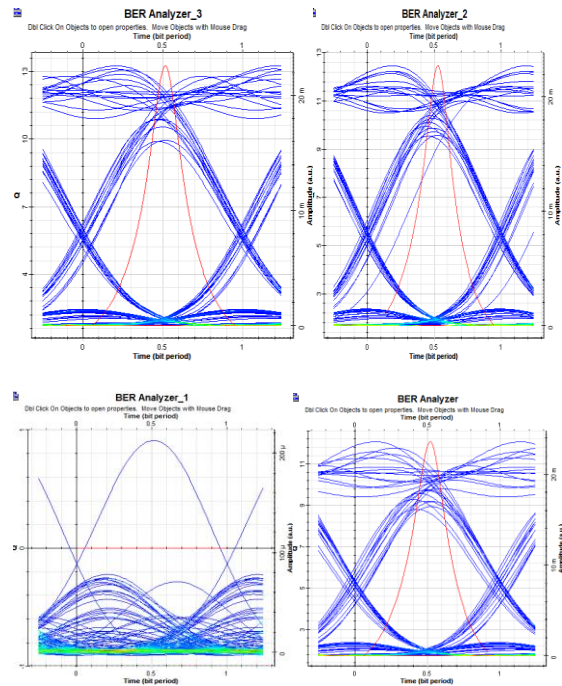 BER Analyzer_3
Dbl Click On Objects to open properties. Move Objects with Mouse Drag
Time (bit period)
0 0.5 1
Q
13
10
7
4
Amplitude (a.u.)
20 m
10 m
0
0 0.5 1
Time (bit period)
BER Analyzer_2
Dbl Click On Objects to open properties. Move Objects with Mouse Drag
Time (bit period)
0 0.5 1
13
11
9
7
5
3
Amplitude (a.u.)
20 m
10 m
0
0 0.5 1
Time (bit period)
BER Analyzer_1
Dbl Click On Objects to open properties. Move Objects with Mouse Drag
Time (bit period)
0 0.5 1
1
0
-1
Amplitude (a.u.)
200 µ
100 µ
0
0 0.5 1
Time (bit period)
BER Analyzer
Dbl Click On Objects to open properties. Move Objects with Mouse Drag
Time (bit period)
0 0.5 1
11
9
7
5
3
Amplitude (a.u.)
20 m
10 m
0
0 0.5 1
Time (bit period)